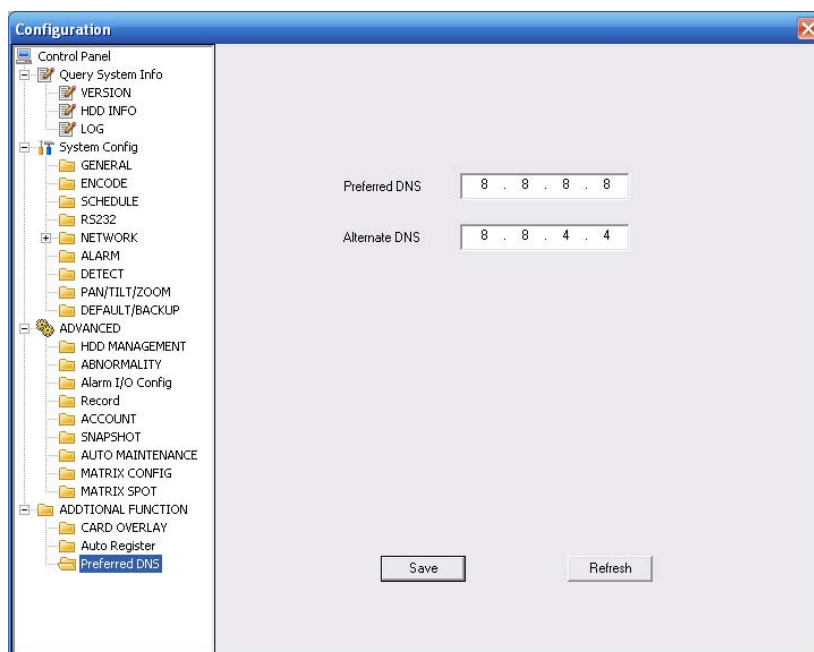 Configuration
Control Panel
Query System Info
VERSION
HDD INFO
LOG
System Config
GENERAL
ENCODE
SCHEDULE
RS232
NETWORK
ALARM
DETECT
PAN/TILT/ZOOM
DEFAULT/BACKUP
ADVANCED
HDD MANAGEMENT
ABNORMALITY
Alarm I/O Config
Record
ACCOUNT
SNAPSHOT
AUTO MAINTENANCE
MATRIX CONFIG
MATRIX SPOT
ADDTIONAL FUNCTION
CARD OVERLAY
Auto Register
Preferred DNS
Preferred DNS 8 . 8 . 8 . 8
Alternate DNS 8 . 8 . 4 . 4
Save Refresh